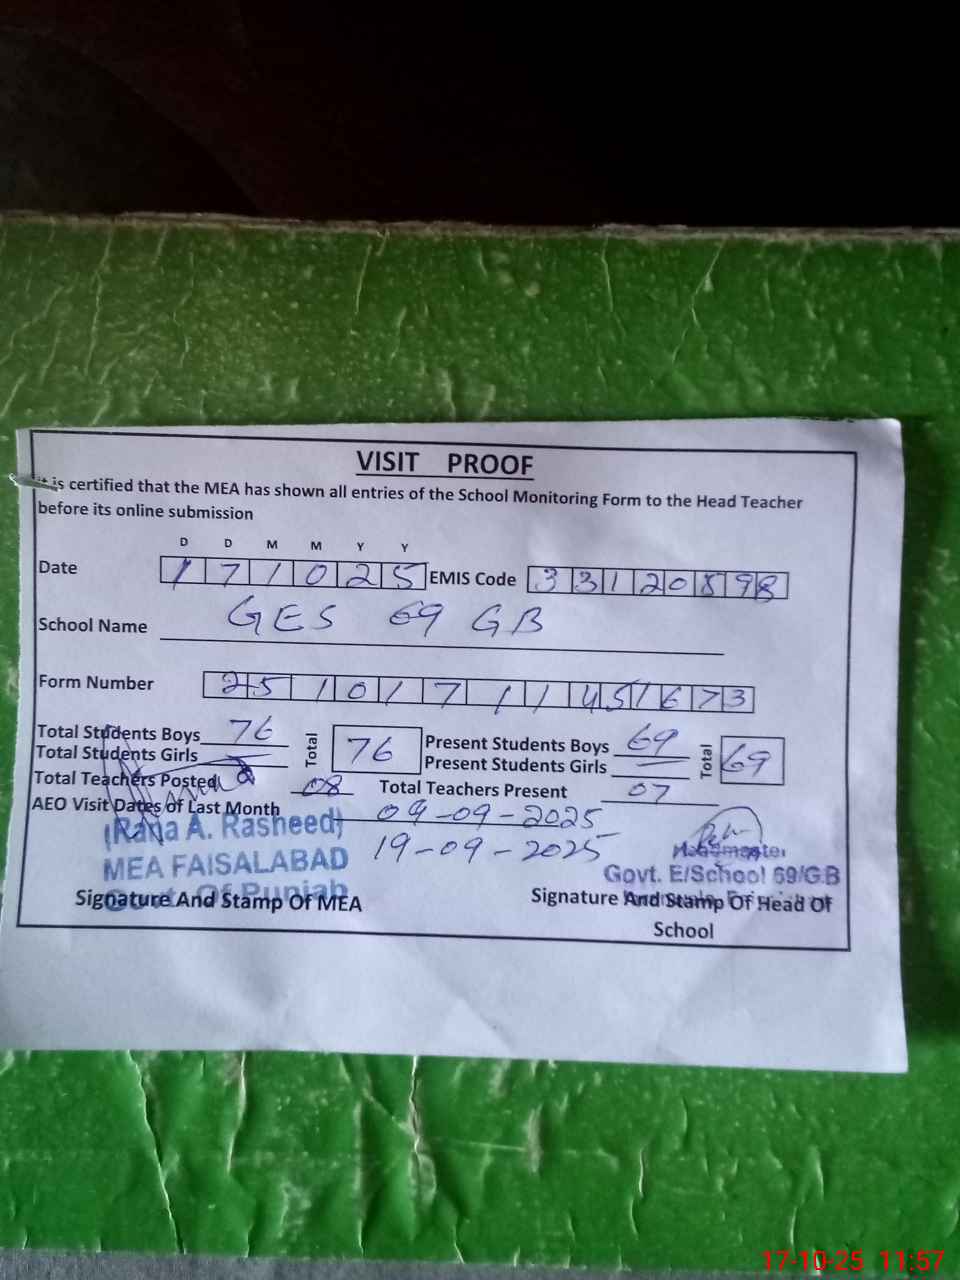 VISIT PROOF
It is certified that the MEA has shown all entries of the School Monitoring Form to the Head Teacher
before its online submission
D D M M Y Y
Date 1 7 1 0 2 5 EMIS Code 3 3 1 2 0 8 9 8
School Name GES 69 GB
Form Number 2 5 1 0 1 7 1 1 4 5 1 6 7 3
Total Students Boys 76 Total 76 Present Students Boys 69 Total 69
Total Students Girls — Present Students Girls —
Total Teachers Posted 08 Total Teachers Present 07
AEO Visit Dates of Last Month 09-09-2025
19-09-2025
(Rana A. Rasheed)
MEA FAISALABAD
Govt. Of Punjab
Headmaster
Govt. E/School 69/G.B
Signature And Stamp Of MEA
Signature And Stamp Of Head Of
School
17-10-25 11:57